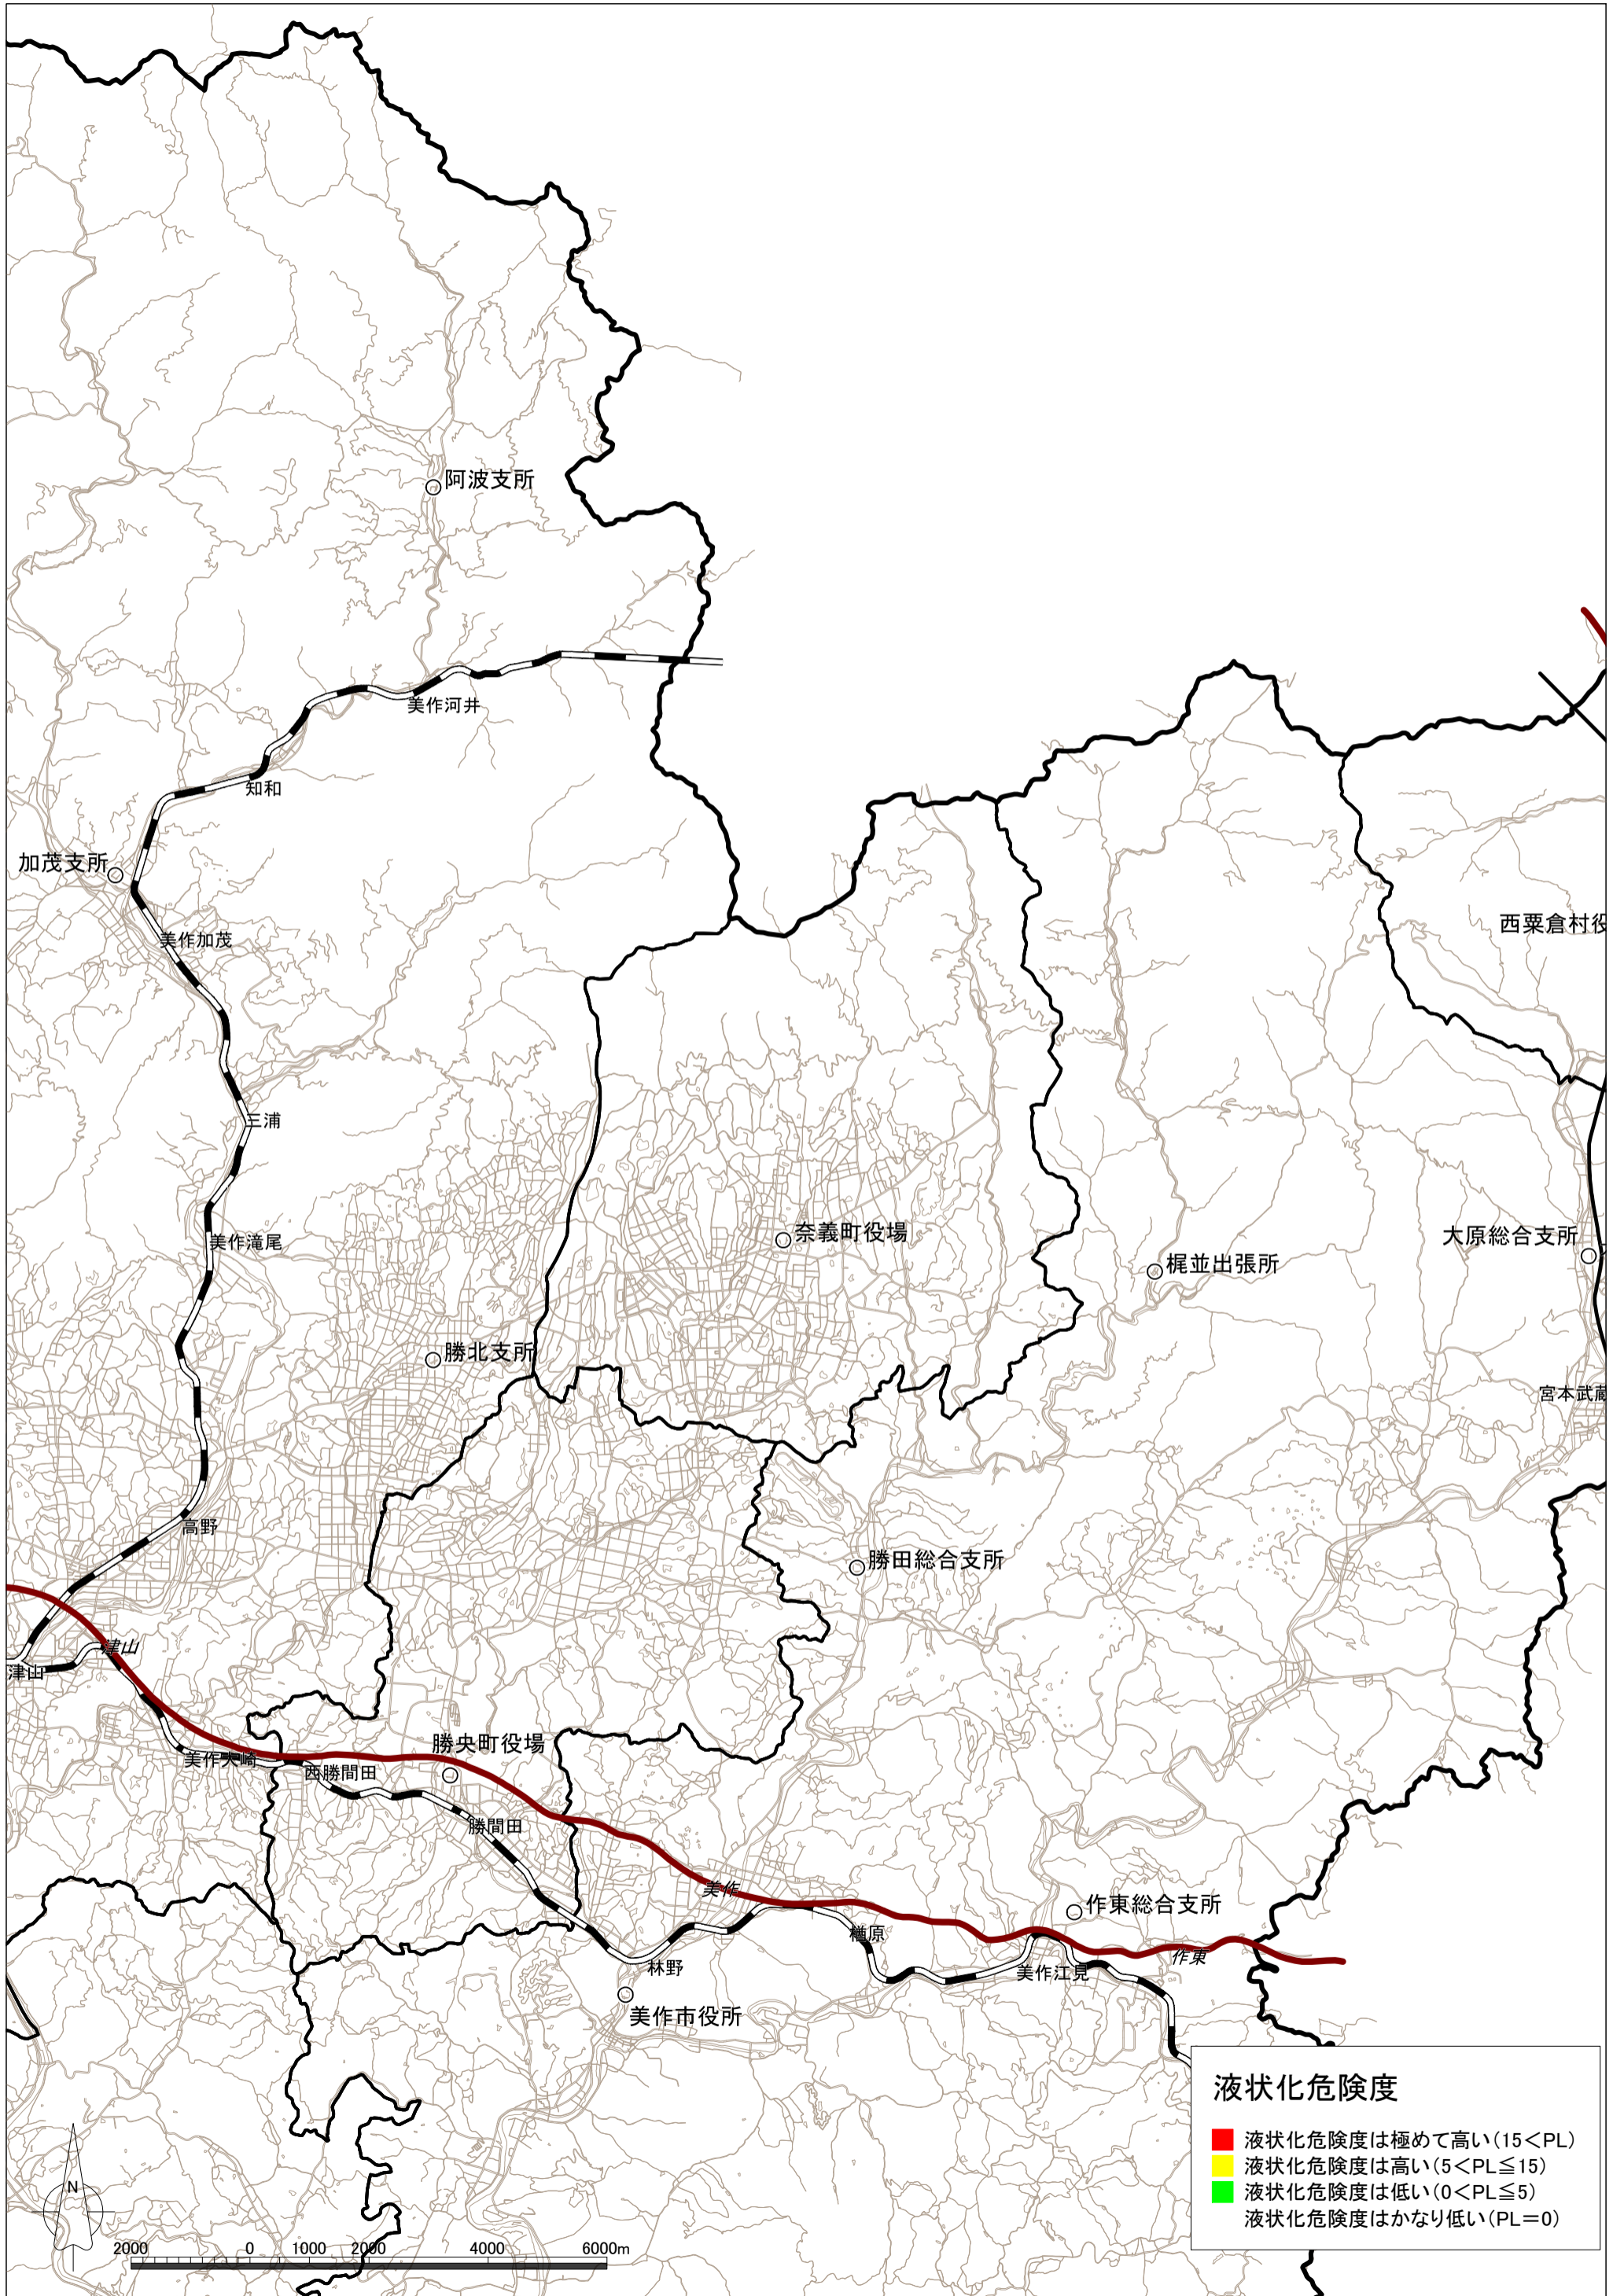 阿波支所
美作河井
知和
加茂支所
西粟倉村役
美作加茂
三浦
奈義町役場
大原総合支所
美作滝尾
梶並出張所
勝北支所
宮本武蔵
高野
勝田総合支所
津山
津山
勝央町役場
美作大崎
西勝間田
勝間田
美作
作東総合支所
楢原
作東
林野
美作江見
美作市役所
液状化危険度
液状化危険度は極めて高い(15<PL)
液状化危険度は高い(5<PL≦15)
液状化危険度は低い(0<PL≦5)
液状化危険度はかなり低い(PL=0)
N
2000 0 1000 2000 4000 6000m